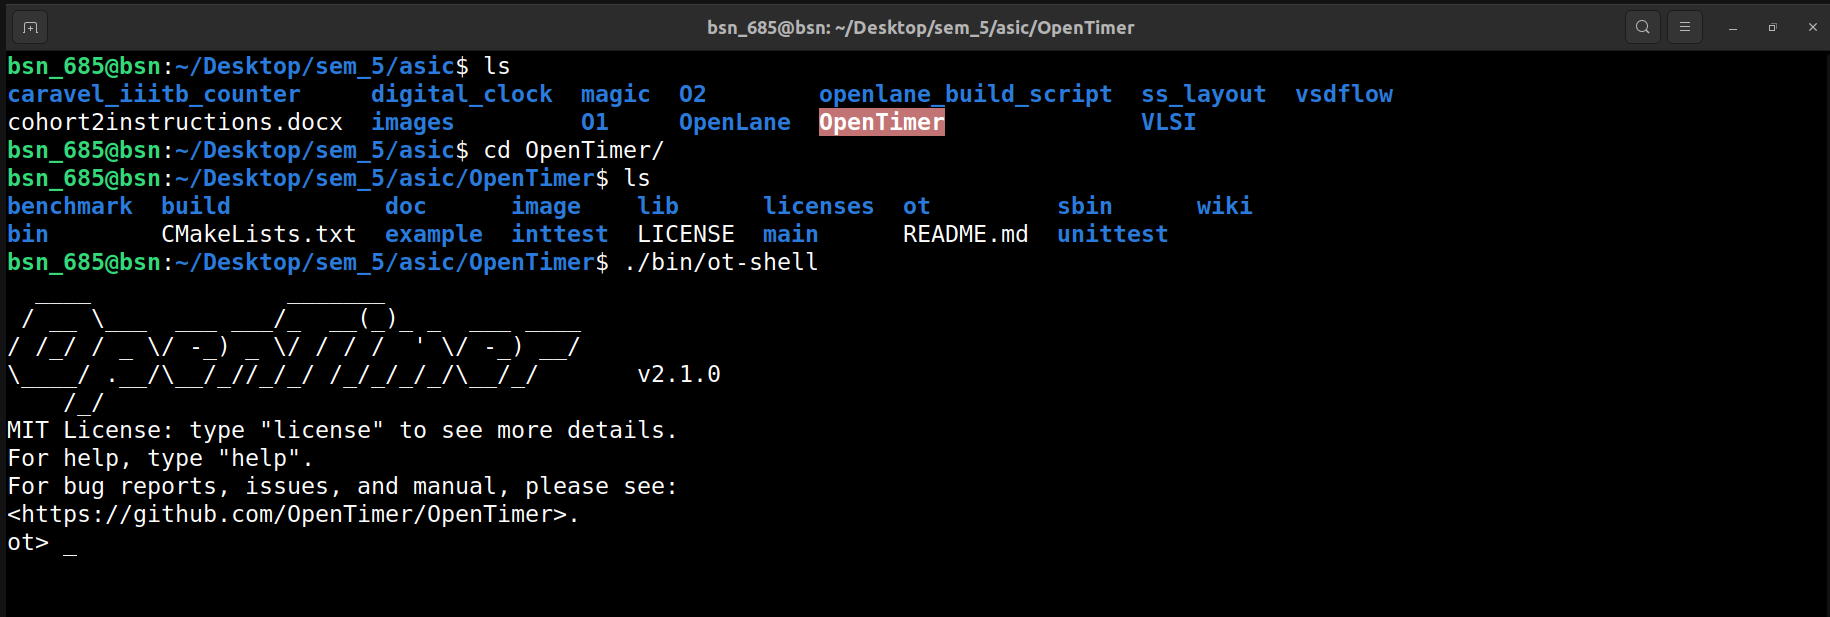 bsn_685@bsn: ~/Desktop/sem_5/asic/OpenTimer
bsn_685@bsn:~/Desktop/sem_5/asic$ ls
caravel_iiitb_counter     digital_clock  magic  O2        openlane_build_script  ss_layout  vsdflow
cohort2instructions.docx  images         O1     OpenLane  OpenTimer              VLSI
bsn_685@bsn:~/Desktop/sem_5/asic$ cd OpenTimer/
bsn_685@bsn:~/Desktop/sem_5/asic/OpenTimer$ ls
benchmark  build           doc      image    lib      licenses  ot         sbin      wiki
bin        CMakeLists.txt  example  inttest  LICENSE  main      README.md  unittest
bsn_685@bsn:~/Desktop/sem_5/asic/OpenTimer$ ./bin/ot-shell
  ____              ________
 / __ \___  ___ ___/_  __(_)_ _  ___ ____
/ /_/ / _ \/ -_) _ \/ / / /  ' \/ -_) __/
\____/ .__/\__/_//_/_/ /_/_/_/_/\__/_/       v2.1.0
    /_/
MIT License: type "license" to see more details.
For help, type "help".
For bug reports, issues, and manual, please see:
<https://github.com/OpenTimer/OpenTimer>.
ot> _